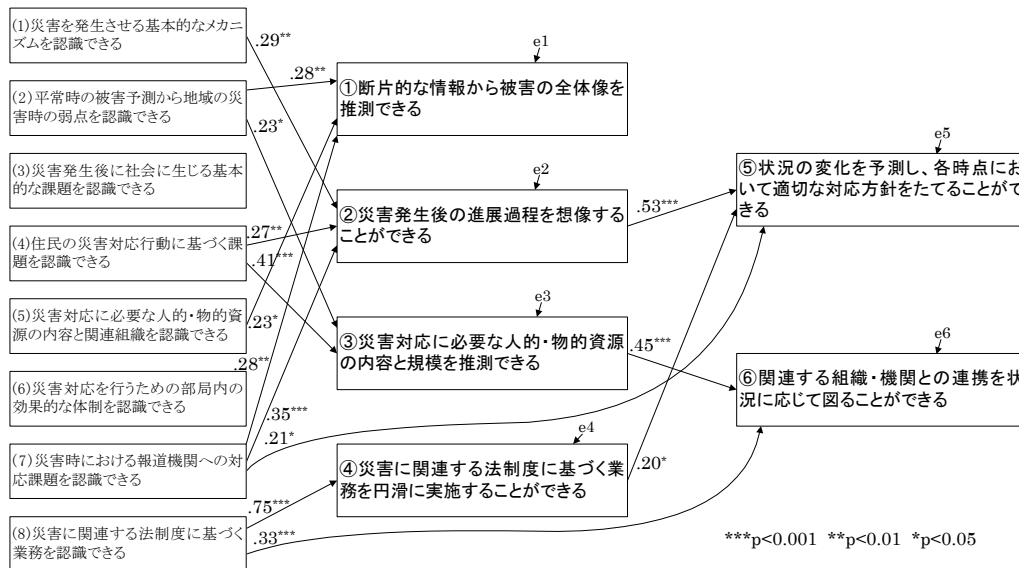 (1)災害を発生させる基本的なメカニ
ズムを認識できる
(2)平常時の被害予測から地域の災
害時の弱点を認識できる
(3)災害発生後に社会に生じる基本
的な課題を認識できる
(4)住民の災害対応行動に基づく課
題を認識できる
(5)災害対応に必要な人的・物的資
源の内容と関連組織を認識できる
(6)災害対応を行うための部局内の
効果的な体制を認識できる
(7)災害時における報道機関への対
応課題を認識できる
(8)災害に関連する法制度に基づく
業務を認識できる
.29**
.28**
.23*
.27**
.41***
.23*
.28**
.35***
.21*
.75***
.33***
e1
①断片的な情報から被害の全体像を
推測できる
e2
②災害発生後の進展過程を想像する
ことができる
e3
③災害対応に必要な人的・物的資源
の内容と規模を推測できる
e4
④災害に関連する法制度に基づく業
務を円滑に実施することができる
.53***
.45***
.20*
e5
⑤状況の変化を予測し、各時点にお
いて適切な対応方針をたてることがで
きる
e6
⑥関連する組織・機関との連携を状
況に応じて図ることができる
***p<0.001 **p<0.01 *p<0.05